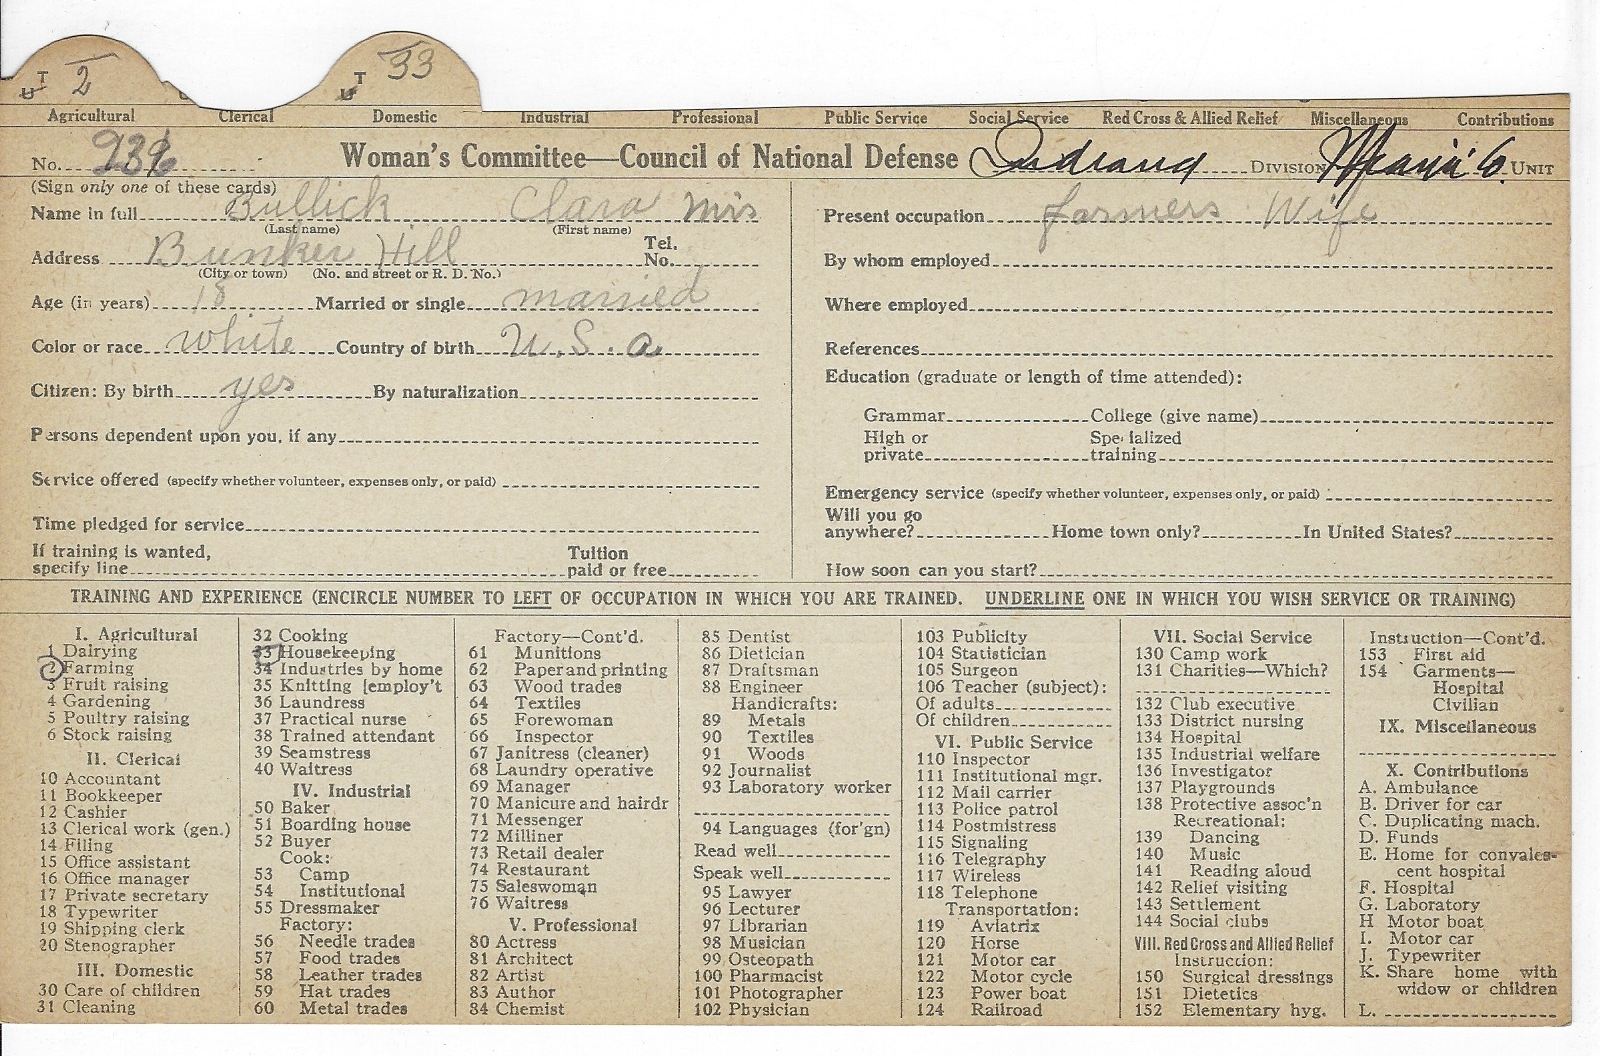 T 2 T 33
U U
Agricultural Clerical Domestic Industrial Professional Public Service Social Service Red Cross & Allied Relief Miscellaneous Contributions
No. 936 Woman's Committee—Council of National Defense Indiana DIVISION Miami Co. UNIT
(Sign only one of these cards)
Name in full Bullick Clara Mrs
(Last name) (First name)
Address Bunker Hill Tel. No.
(City or town) (No. and street or R. D. No.)
Age (in years) 18 Married or single married
Color or race white Country of birth U.S.a.
Citizen: By birth yes By naturalization
Persons dependent upon you, if any
Service offered (specify whether volunteer, expenses only, or paid)
Time pledged for service
If training is wanted, specify line Tuition paid or free
Present occupation farmers Wife
By whom employed
Where employed
References
Education (graduate or length of time attended):
Grammar College (give name)
High or private Specialized training
Emergency service (specify whether volunteer, expenses only, or paid)
Will you go anywhere? Home town only? In United States?
How soon can you start?
TRAINING AND EXPERIENCE (ENCIRCLE NUMBER TO LEFT OF OCCUPATION IN WHICH YOU ARE TRAINED. UNDERLINE ONE IN WHICH YOU WISH SERVICE OR TRAINING)
I. Agricultural
1 Dairying
2 Farming
3 Fruit raising
4 Gardening
5 Poultry raising
6 Stock raising
II. Clerical
10 Accountant
11 Bookkeeper
12 Cashier
13 Clerical work (gen.)
14 Filing
15 Office assistant
16 Office manager
17 Private secretary
18 Typewriter
19 Shipping clerk
20 Stenographer
III. Domestic
30 Care of children
31 Cleaning
32 Cooking
33 Housekeeping
34 Industries by home
35 Knitting [employ't
36 Laundress
37 Practical nurse
38 Trained attendant
39 Seamstress
40 Waitress
IV. Industrial
50 Baker
51 Boarding house
52 Buyer
Cook:
53 Camp
54 Institutional
55 Dressmaker
Factory:
56 Needle trades
57 Food trades
58 Leather trades
59 Hat trades
60 Metal trades
Factory—Cont'd.
61 Munitions
62 Paper and printing
63 Wood trades
64 Textiles
65 Forewoman
66 Inspector
67 Janitress (cleaner)
68 Laundry operative
69 Manager
70 Manicure and hairdr
71 Messenger
72 Milliner
73 Retail dealer
74 Restaurant
75 Saleswoman
76 Waitress
V. Professional
80 Actress
81 Architect
82 Artist
83 Author
84 Chemist
85 Dentist
86 Dietician
87 Draftsman
88 Engineer
Handicrafts:
89 Metals
90 Textiles
91 Woods
92 Journalist
93 Laboratory worker
94 Languages (for'gn)
Read well
Speak well
95 Lawyer
96 Lecturer
97 Librarian
98 Musician
99 Osteopath
100 Pharmacist
101 Photographer
102 Physician
103 Publicity
104 Statistician
105 Surgeon
106 Teacher (subject):
Of adults
Of children
VI. Public Service
110 Inspector
111 Institutional mgr.
112 Mail carrier
113 Police patrol
114 Postmistress
115 Signaling
116 Telegraphy
117 Wireless
118 Telephone
Transportation:
119 Aviatrix
120 Horse
121 Motor car
122 Motor cycle
123 Power boat
124 Railroad
VII. Social Service
130 Camp work
131 Charities—Which?
132 Club executive
133 District nursing
134 Hospital
135 Industrial welfare
136 Investigator
137 Playgrounds
138 Protective assoc'n
Recreational:
139 Dancing
140 Music
141 Reading aloud
142 Relief visiting
143 Settlement
144 Social clubs
VIII. Red Cross and Allied Relief
Instruction:
150 Surgical dressings
151 Dietetics
152 Elementary hyg.
Instruction—Cont'd.
153 First aid
154 Garments—
Hospital
Civilian
IX. Miscellaneous
X. Contributions
A. Ambulance
B. Driver for car
C. Duplicating mach.
D. Funds
E. Home for convales-
cent hospital
F. Hospital
G. Laboratory
H Motor boat
I. Motor car
J. Typewriter
K. Share home with
widow or children
L.